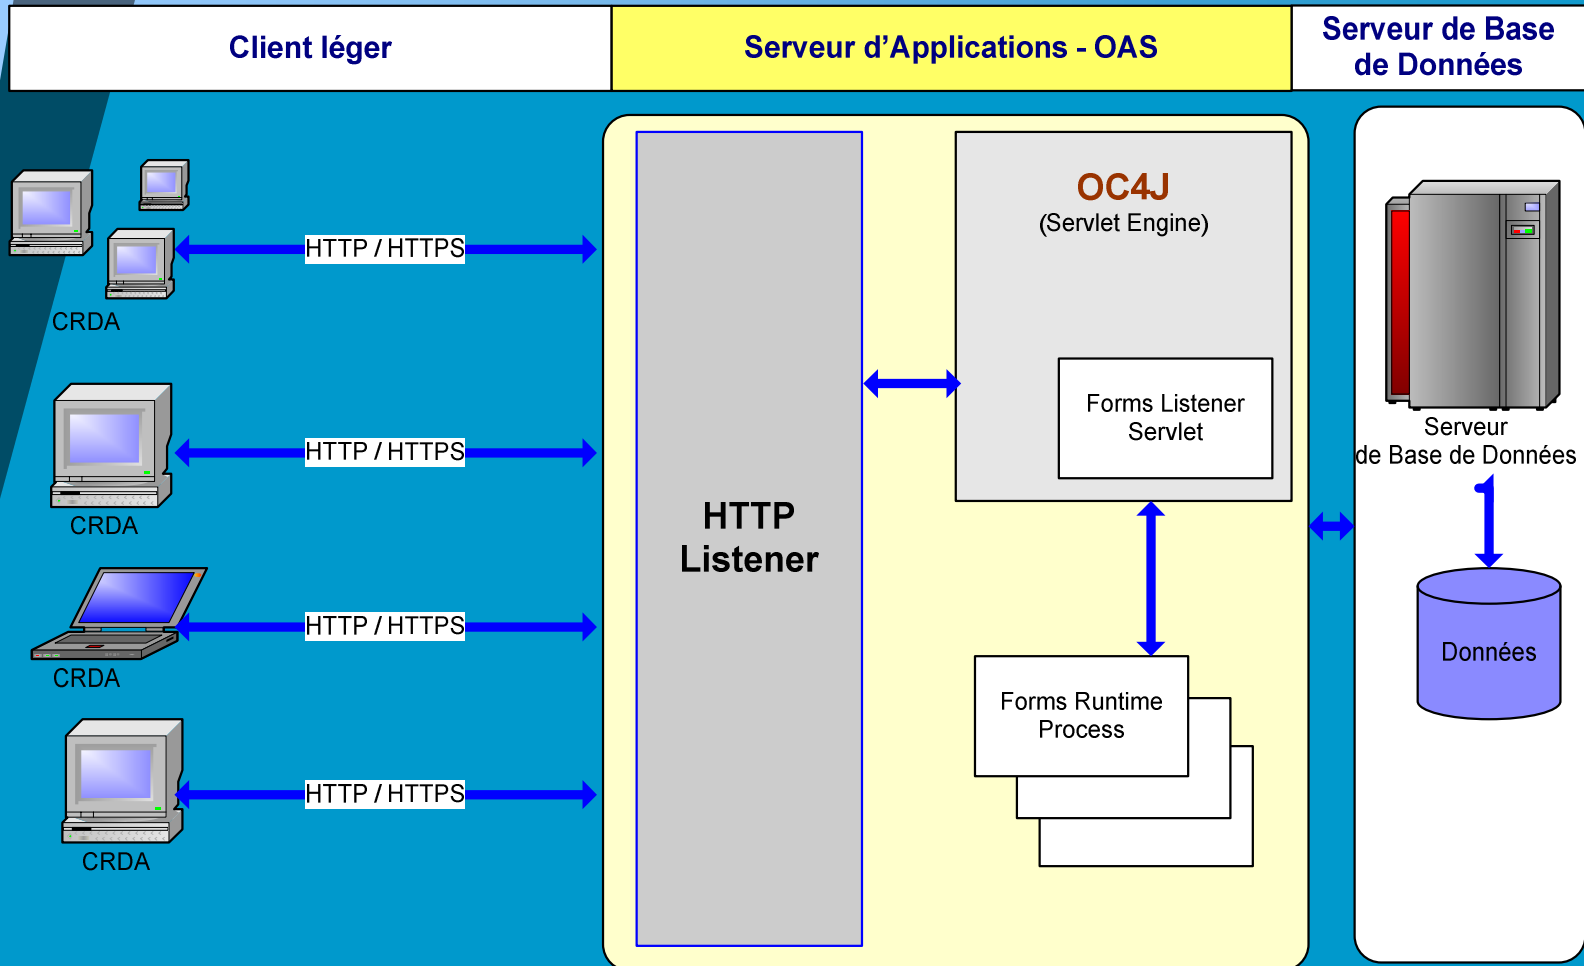 Client léger
Serveur d’Applications - OAS
Serveur de Base
de Données
HTTP / HTTPS
CRDA
HTTP / HTTPS
CRDA
HTTP / HTTPS
CRDA
HTTP / HTTPS
CRDA
HTTP
Listener
OC4J
(Servlet Engine)
Forms Listener
Servlet
Forms Runtime
Process
Serveur
de Base de Données
Données